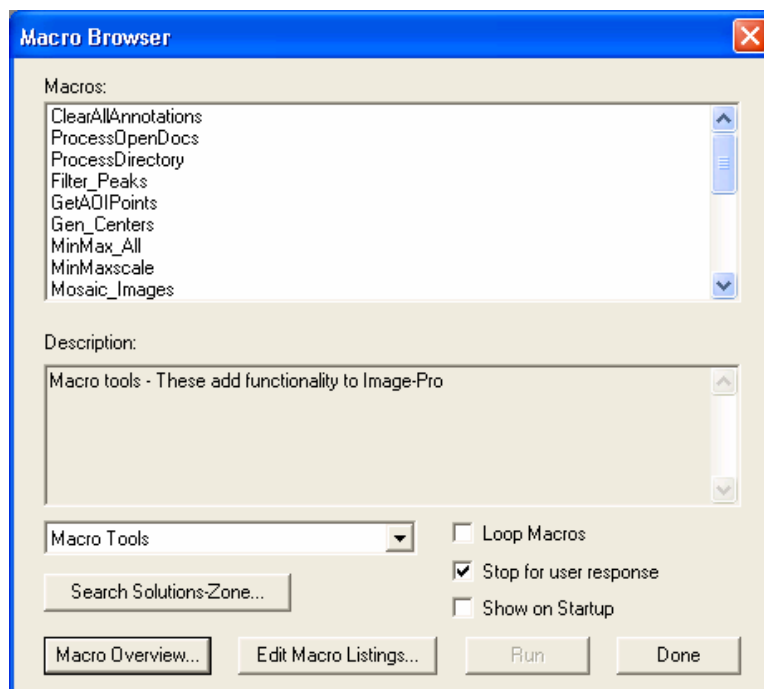 Macro Browser
Macros:
ClearAllAnnotations
ProcessOpenDocs
ProcessDirectory
Filter_Peaks
GetAOIPoints
Gen_Centers
MinMax_All
MinMaxscale
Mosaic_Images
Description:
Macro tools - These add functionality to Image-Pro
Macro Tools
Loop Macros
Stop for user response
Search Solutions-Zone...
Show on Startup
Macro Overview...
Edit Macro Listings...
Run
Done